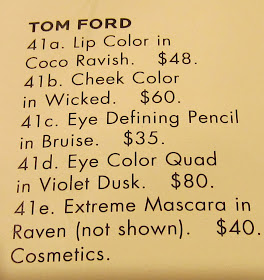 TOM FORD
41a. Lip Color in
Coco Ravish. $48.
41b. Cheek Color
in Wicked. $60.
41c. Eye Defining Pencil
in Bruise. $35.
41d. Eye Color Quad
in Violet Dusk. $80.
41e. Extreme Mascara in
Raven (not shown). $40.
Cosmetics.